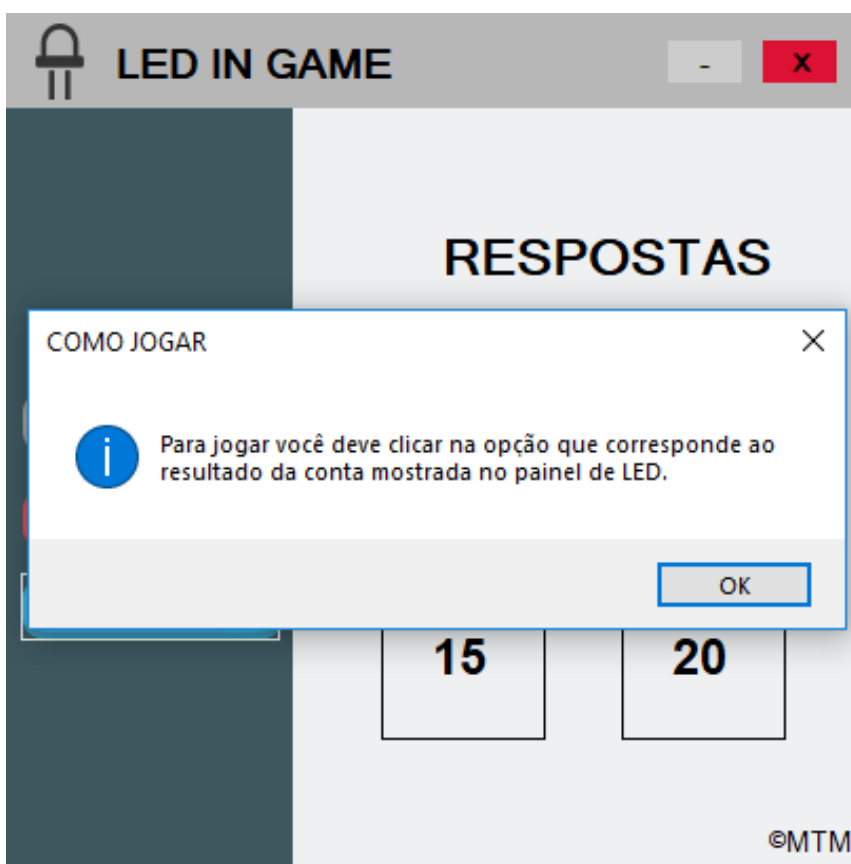 LED IN GAME
- X
RESPOSTAS
COMO JOGAR
Para jogar você deve clicar na opção que corresponde ao
resultado da conta mostrada no painel de LED.
OK
15 20
©MTM